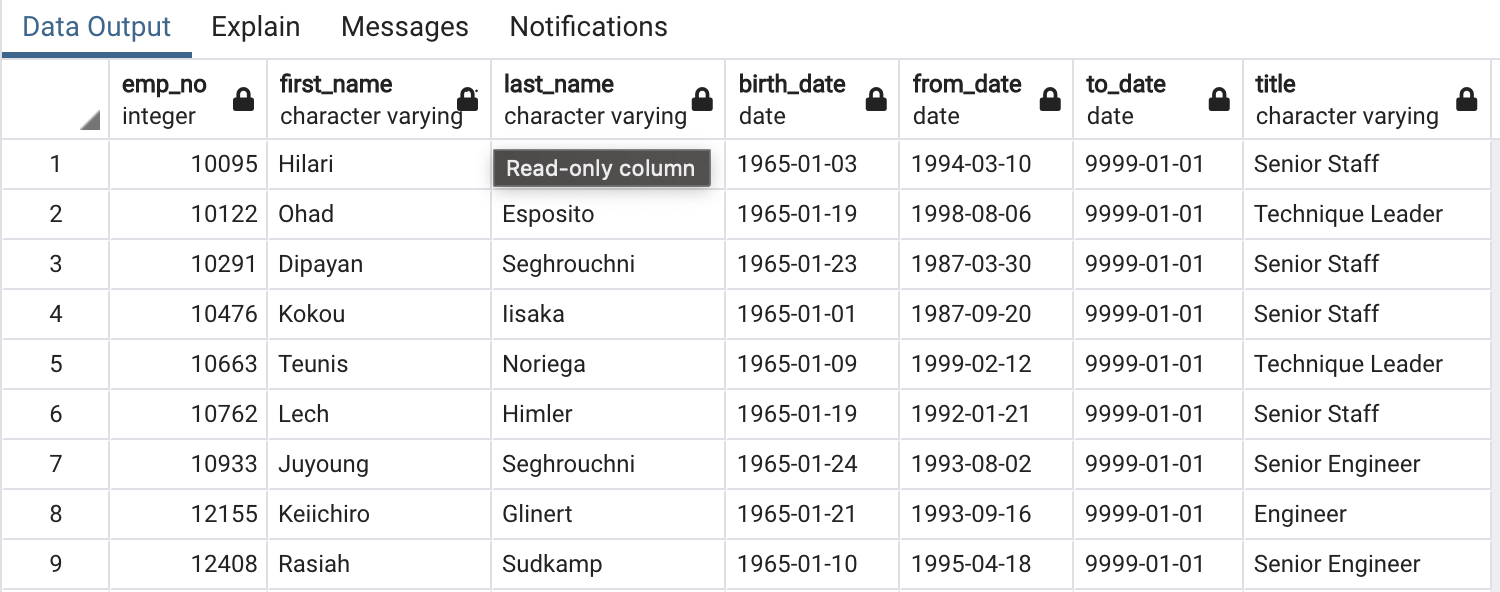 Data Output Explain Messages Notifications
emp_no first_name last_name birth_date from_date to_date title
integer character varying character varying date date date character varying
1 10095 Hilari Read-only column 1965-01-03 1994-03-10 9999-01-01 Senior Staff
2 10122 Ohad Esposito 1965-01-19 1998-08-06 9999-01-01 Technique Leader
3 10291 Dipayan Seghrouchni 1965-01-23 1987-03-30 9999-01-01 Senior Staff
4 10476 Kokou Iisaka 1965-01-01 1987-09-20 9999-01-01 Senior Staff
5 10663 Teunis Noriega 1965-01-09 1999-02-12 9999-01-01 Technique Leader
6 10762 Lech Himler 1965-01-19 1992-01-21 9999-01-01 Senior Staff
7 10933 Juyoung Seghrouchni 1965-01-24 1993-08-02 9999-01-01 Senior Engineer
8 12155 Keiichiro Glinert 1965-01-21 1993-09-16 9999-01-01 Engineer
9 12408 Rasiah Sudkamp 1965-01-10 1995-04-18 9999-01-01 Senior Engineer